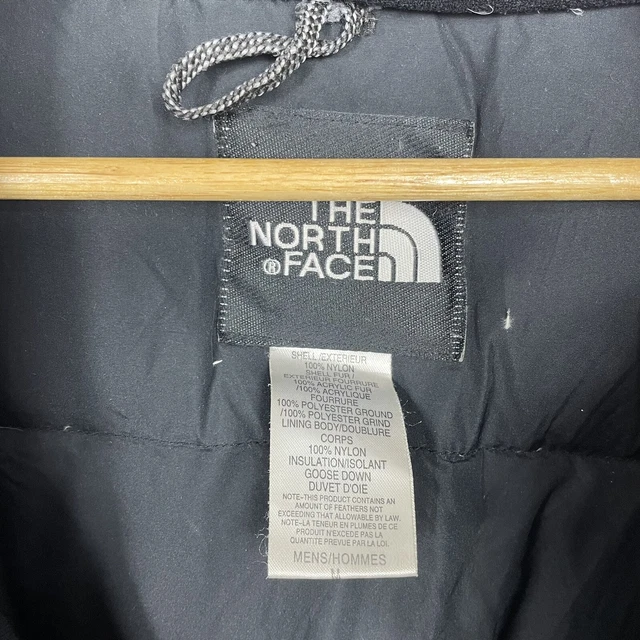 THE
NORTH
®FACE
SHELL/EXTERIEUR
100% NYLON
SHELL FUR /
EXTERIEUR FOURRURE
100% ACRYLIC FUR
/100% ACRYLIQUE
FOURRURE
100% POLYESTER GROUND
/100% POLYESTER
LINING BODY/DOUBLURE
CORPS
100% NYLON
INSULATION/ISOLANT
GOOSE DOWN
DUVET D'OIE
NOTE-THIS PRODUCT CONTAINS AN
AMOUNT OF FEATHERS NOT
EXCEEDING THAT ALLOWABLE BY LAW.
NOTE-LA TENEUR EN PLUMES DE CE
PRODUIT N'EXCEDE PAS LA
QUANTITE PREVUE PAR LA LOI.
MENS/HOMMES